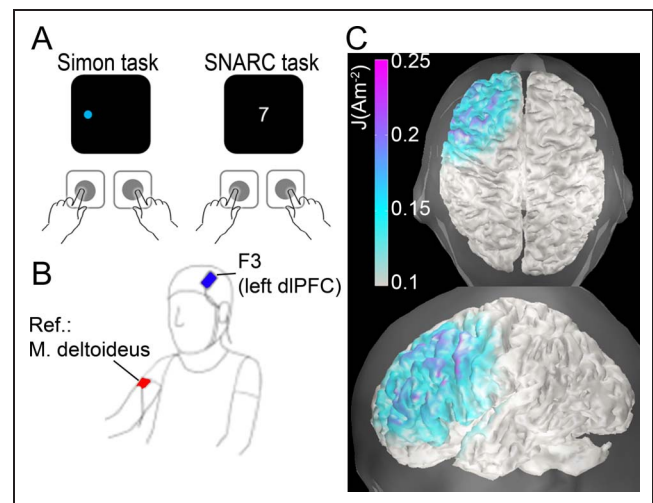 A
Simon task
SNARC task
7
B
F3
(left dlPFC)
Ref.:
M. deltoideus
C
J(Am-2)
0.25
0.2
0.15
0.1